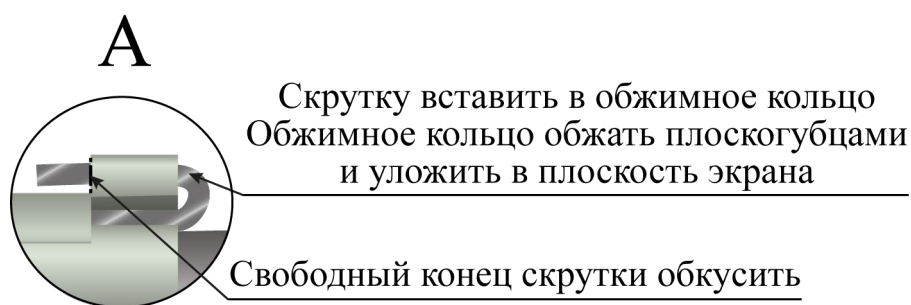 А
Скрутку вставить в обжимное кольцо
Обжимное кольцо обжать плоскогубцами
и уложить в плоскость экрана
Свободный конец скрутки обкусить